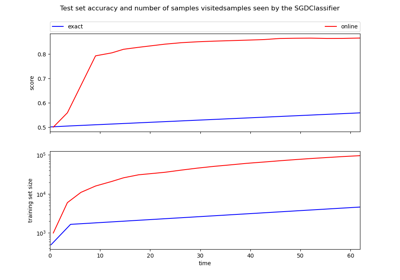 Test set accuracy and number of samples visitedsamples seen by the SGDClassifier
exact online
score
0.8
0.7
0.6
0.5
training set size
10⁵
10⁴
10³
0 10 20 30 40 50 60
time